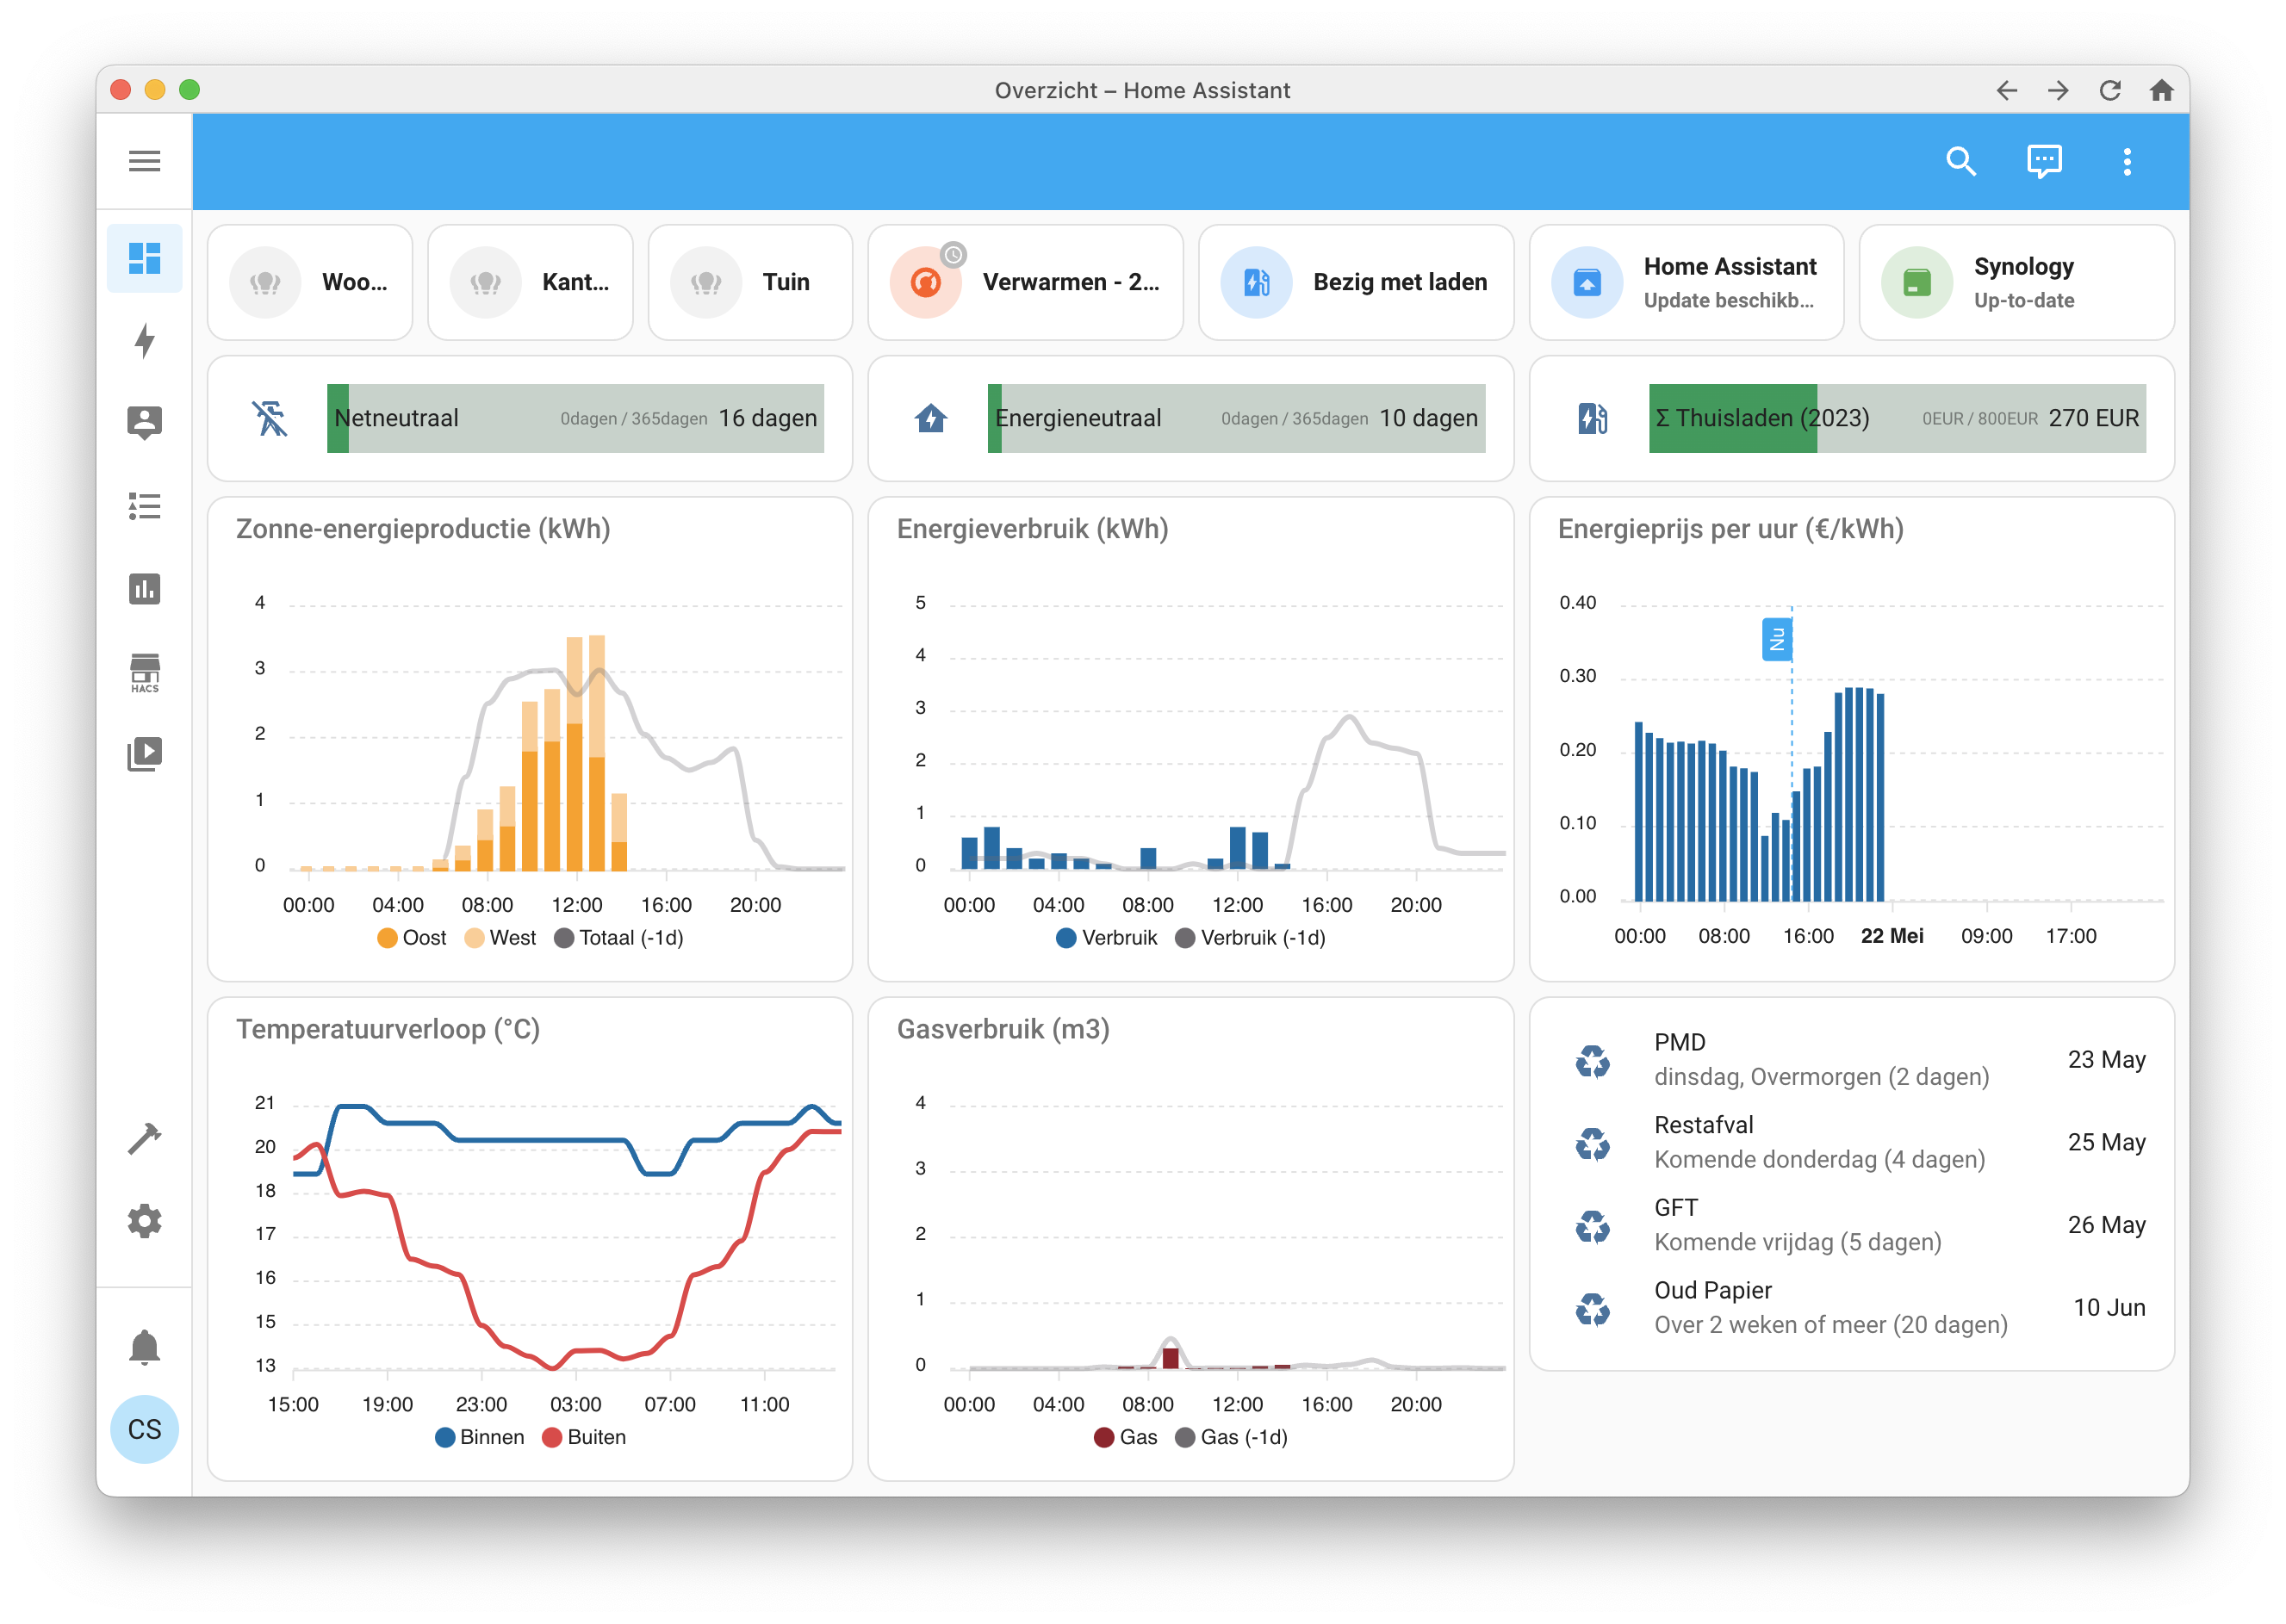 Overzicht – Home Assistant
Woo...
Kant...
Tuin
Verwarmen - 2...
Bezig met laden
Home Assistant
Update beschikb...
Synology
Up-to-date
Netneutraal 0dagen / 365dagen 16 dagen
Energieneutraal 0dagen / 365dagen 10 dagen
Σ Thuisladen (2023) 0EUR / 800EUR 270 EUR
HACS
Zonne-energieproductie (kWh)
4
3
2
1
0
00:00 04:00 08:00 12:00 16:00 20:00
Oost West Totaal (-1d)
Energieverbruik (kWh)
5
4
3
2
1
0
00:00 04:00 08:00 12:00 16:00 20:00
Verbruik Verbruik (-1d)
Energieprijs per uur (€/kWh)
0.40
Nu
0.30
0.20
0.10
0.00
00:00 08:00 16:00 22 Mei 09:00 17:00
Temperatuurverloop (°C)
21
20
18
17
16
15
13
15:00 19:00 23:00 03:00 07:00 11:00
Binnen Buiten
Gasverbruik (m3)
4
3
2
1
0
00:00 04:00 08:00 12:00 16:00 20:00
Gas Gas (-1d)
PMD
dinsdag, Overmorgen (2 dagen)
23 May
Restafval
Komende donderdag (4 dagen)
25 May
GFT
Komende vrijdag (5 dagen)
26 May
Oud Papier
Over 2 weken of meer (20 dagen)
10 Jun
CS